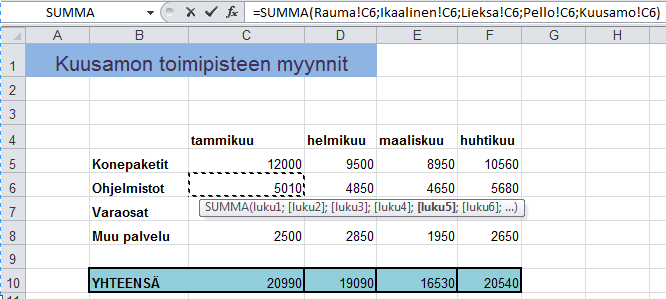 SUMMA =SUMMA(Rauma!C6;Ikaalinen!C6;Lieksa!C6;Pello!C6;Kuusamo!C6)
A B C D E F G H
1 Kuusamon toimipisteen myynnit
2
3
4 tammikuu helmikuu maaliskuu huhtikuu
5 Konepaketit 12000 9500 8950 10560
6 Ohjelmistot 5010 4850 4650 5680
7 Varaosat SUMMA(luku1; [luku2]; [luku3]; [luku4]; [luku5]; [luku6]; ...)
8 Muu palvelu 2500 2850 1950 2650
9
10 YHTEENSÄ 20990 19090 16530 20540